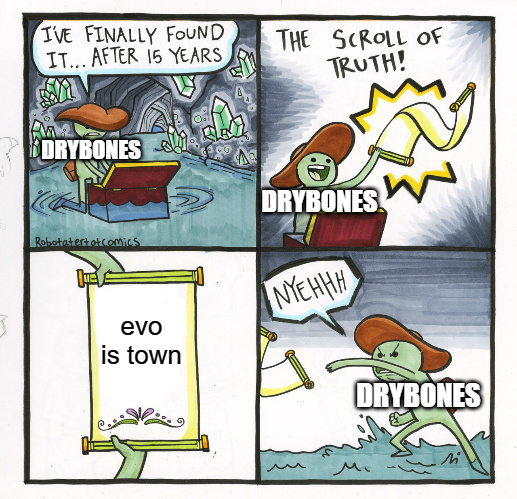 I'VE FINALLY FOUND
IT... AFTER 15 YEARS
DRYBONES
Robotatertotcomics
THE SCROLL OF
TRUTH!
DRYBONES
evo
is town
NYEHHH
DRYBONES